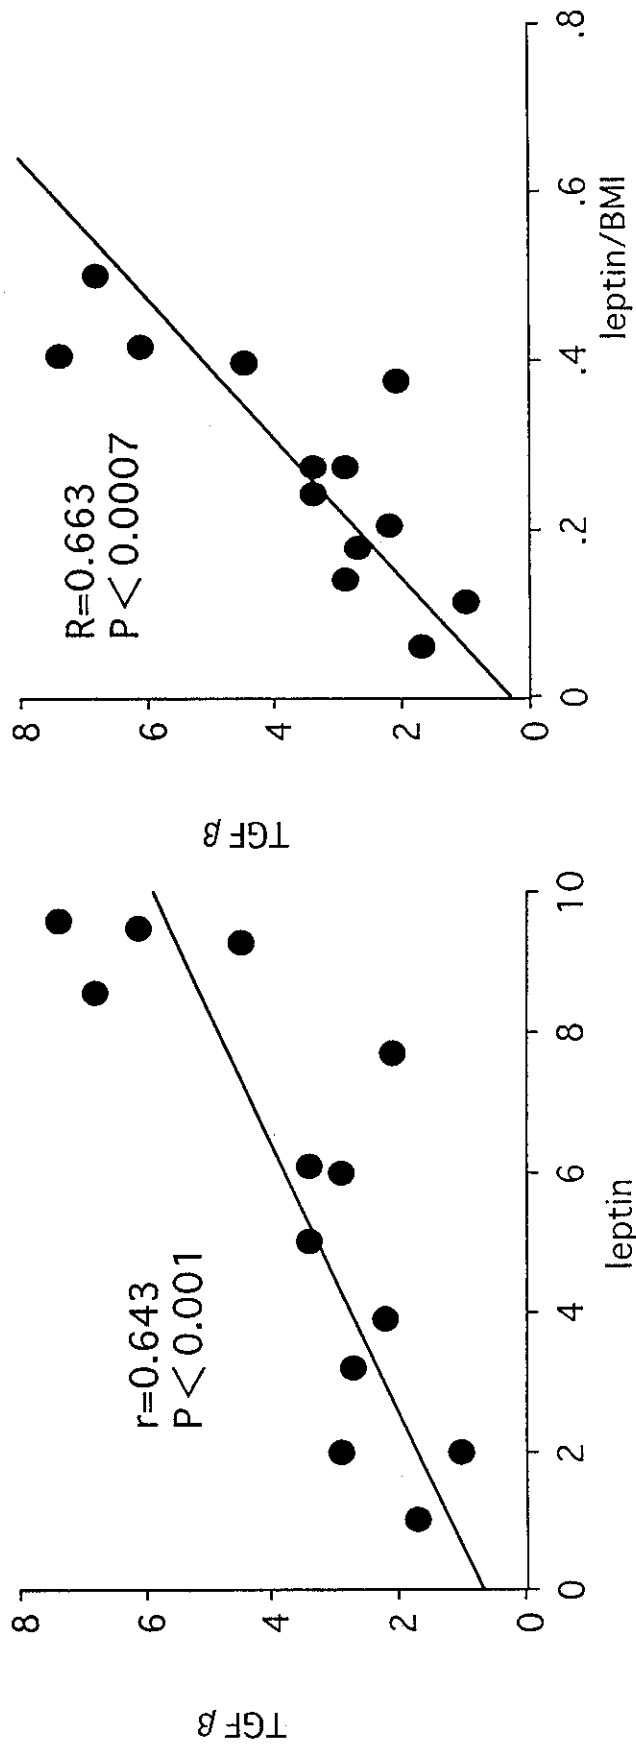 TGF β
8
6
4
2
0
r=0.643
P<0.001
0
2
4
6
8
10
leptin
TGF β
8
6
4
2
0
R=0.663
P<0.0007
0
.2
.4
.6
.8
leptin/BMI